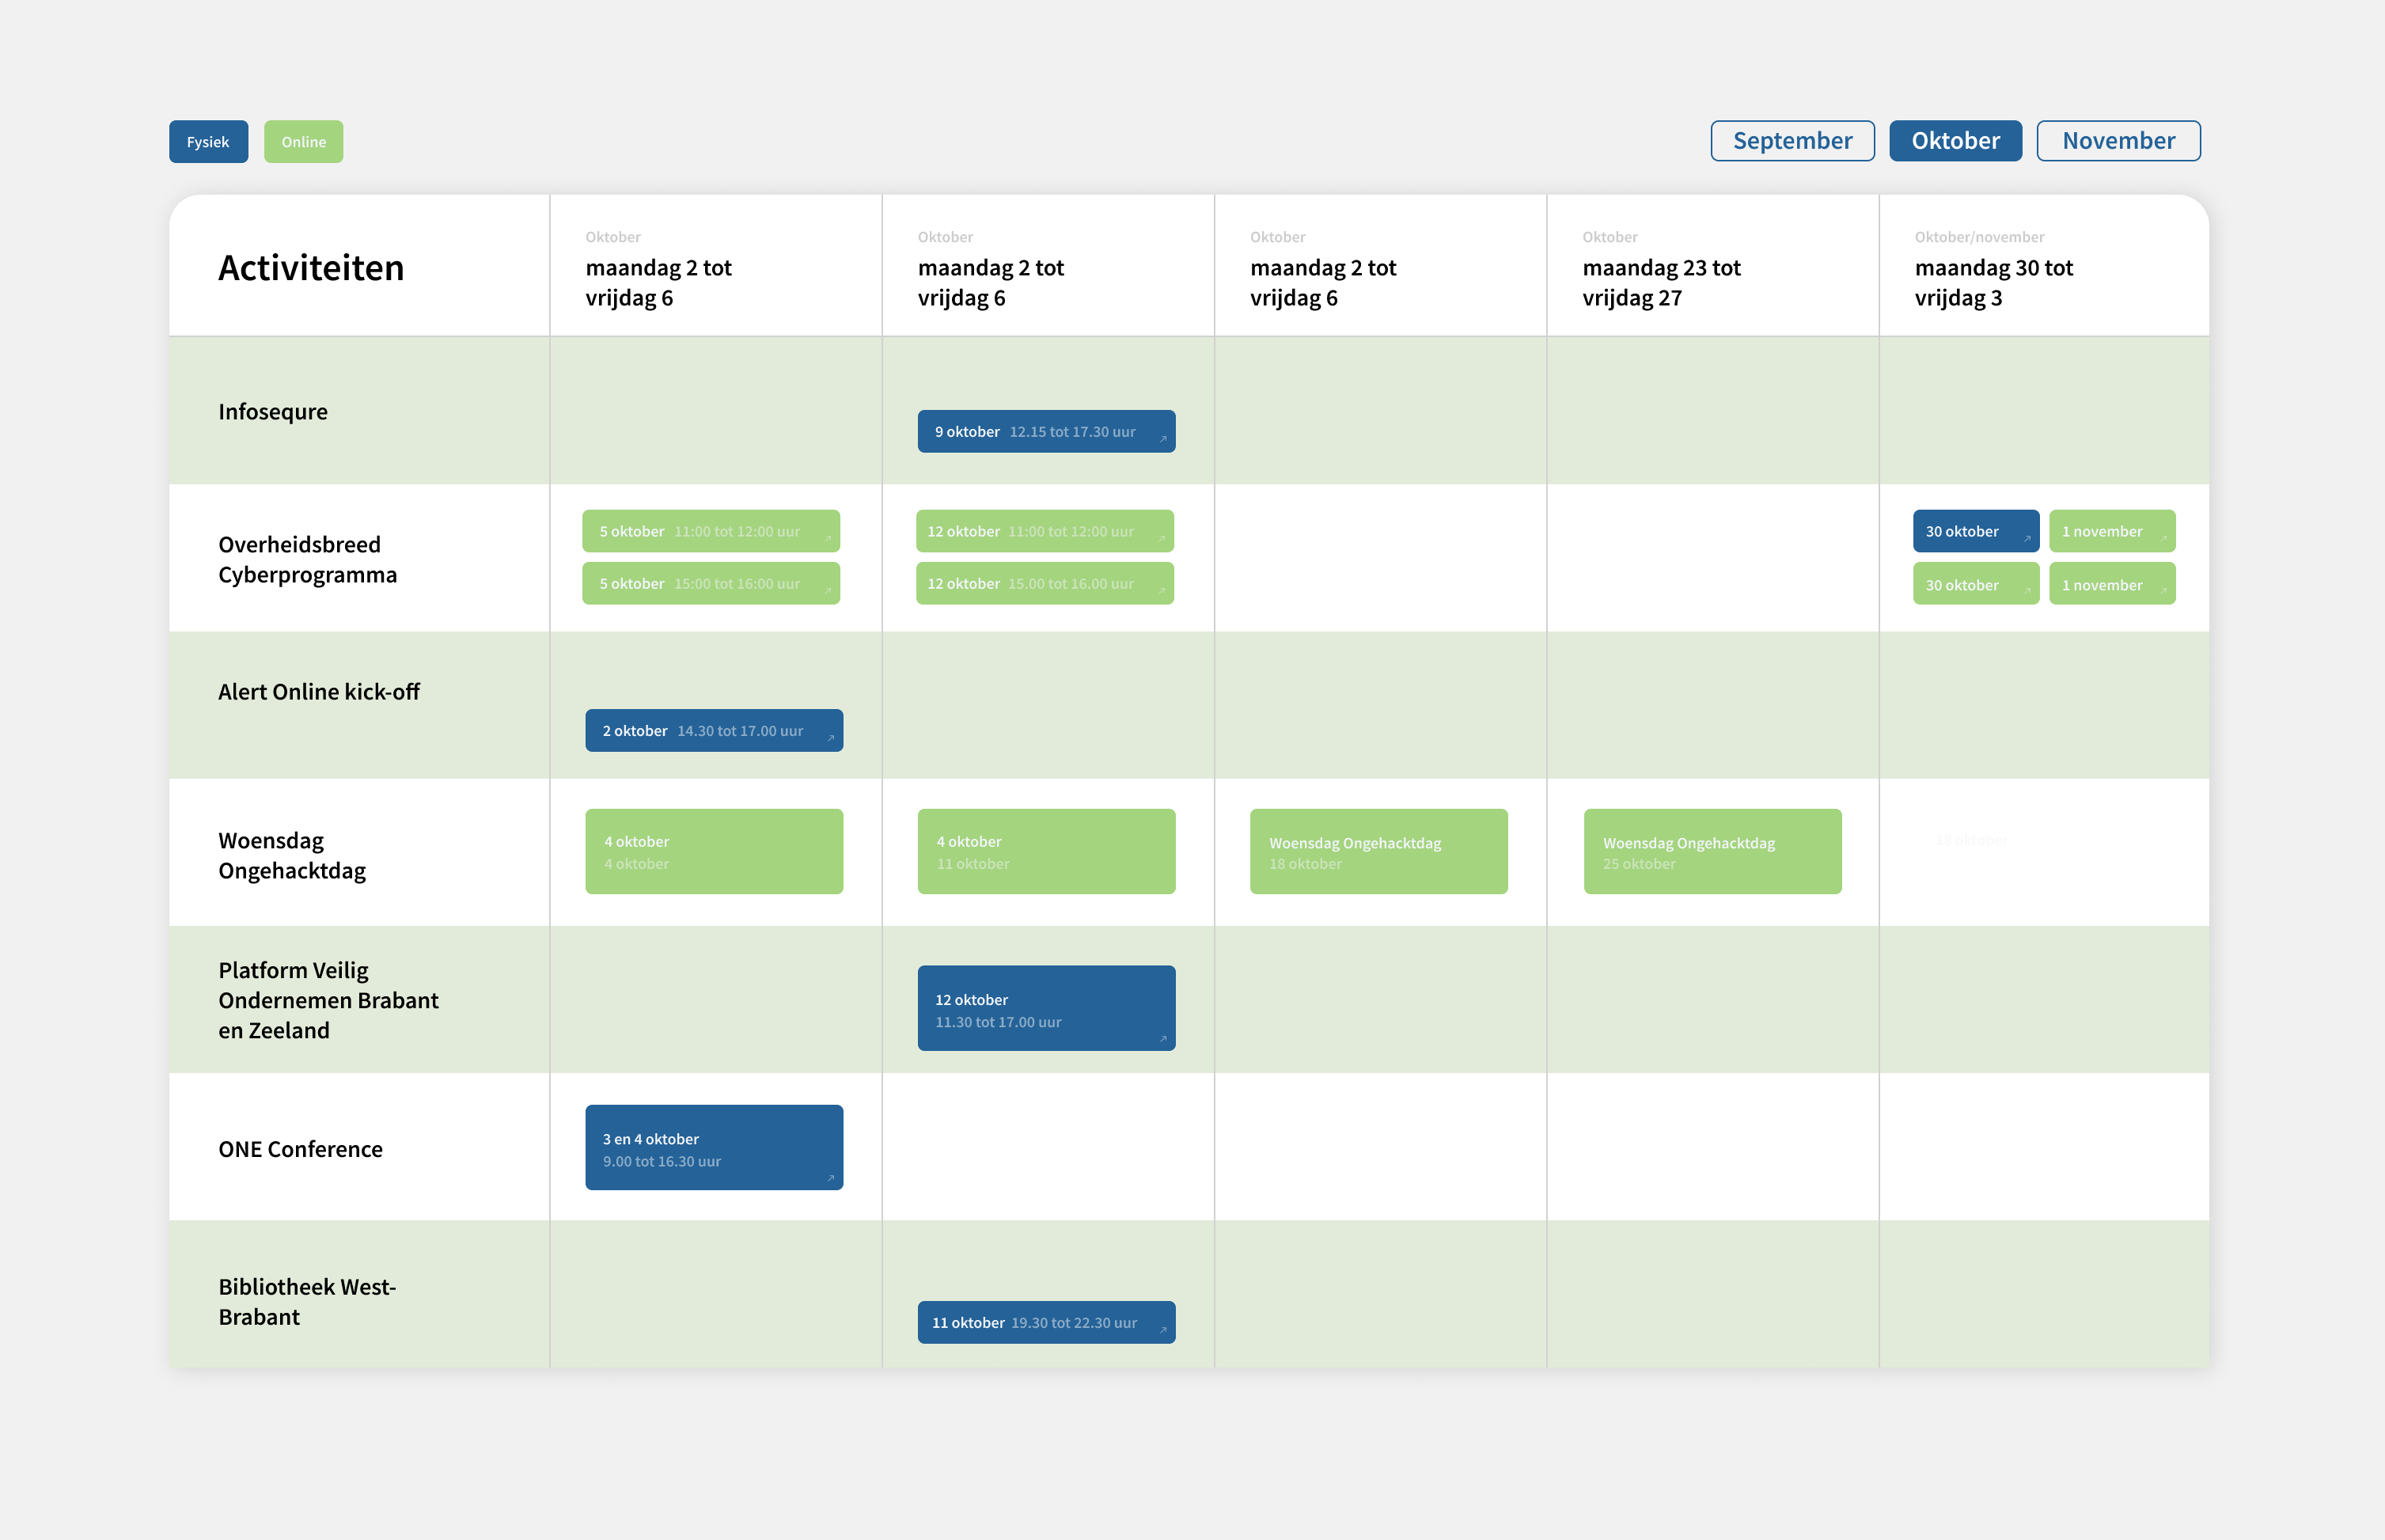 Fysiek
Online
September
Oktober
November
Activiteiten
Oktober
maandag 2 tot
vrijdag 6
Oktober
maandag 2 tot
vrijdag 6
Oktober
maandag 2 tot
vrijdag 6
Oktober
maandag 23 tot
vrijdag 27
Oktober/november
maandag 30 tot
vrijdag 3
Infosequre
9 oktober 12.15 tot 17.30 uur
Overheidsbreed
Cyberprogramma
5 oktober 11:00 tot 12:00 uur
5 oktober 15:00 tot 16:00 uur
12 oktober 11:00 tot 12:00 uur
12 oktober 15.00 tot 16.00 uur
30 oktober
1 november
30 oktober
1 november
Alert Online kick-off
2 oktober 14.30 tot 17.00 uur
Woensdag
Ongehacktdag
4 oktober
4 oktober
4 oktober
11 oktober
Woensdag Ongehacktdag
18 oktober
Woensdag Ongehacktdag
25 oktober
18 oktober
Platform Veilig
Ondernemen Brabant
en Zeeland
12 oktober
11.30 tot 17.00 uur
ONE Conference
3 en 4 oktober
9.00 tot 16.30 uur
Bibliotheek West-
Brabant
11 oktober 19.30 tot 22.30 uur